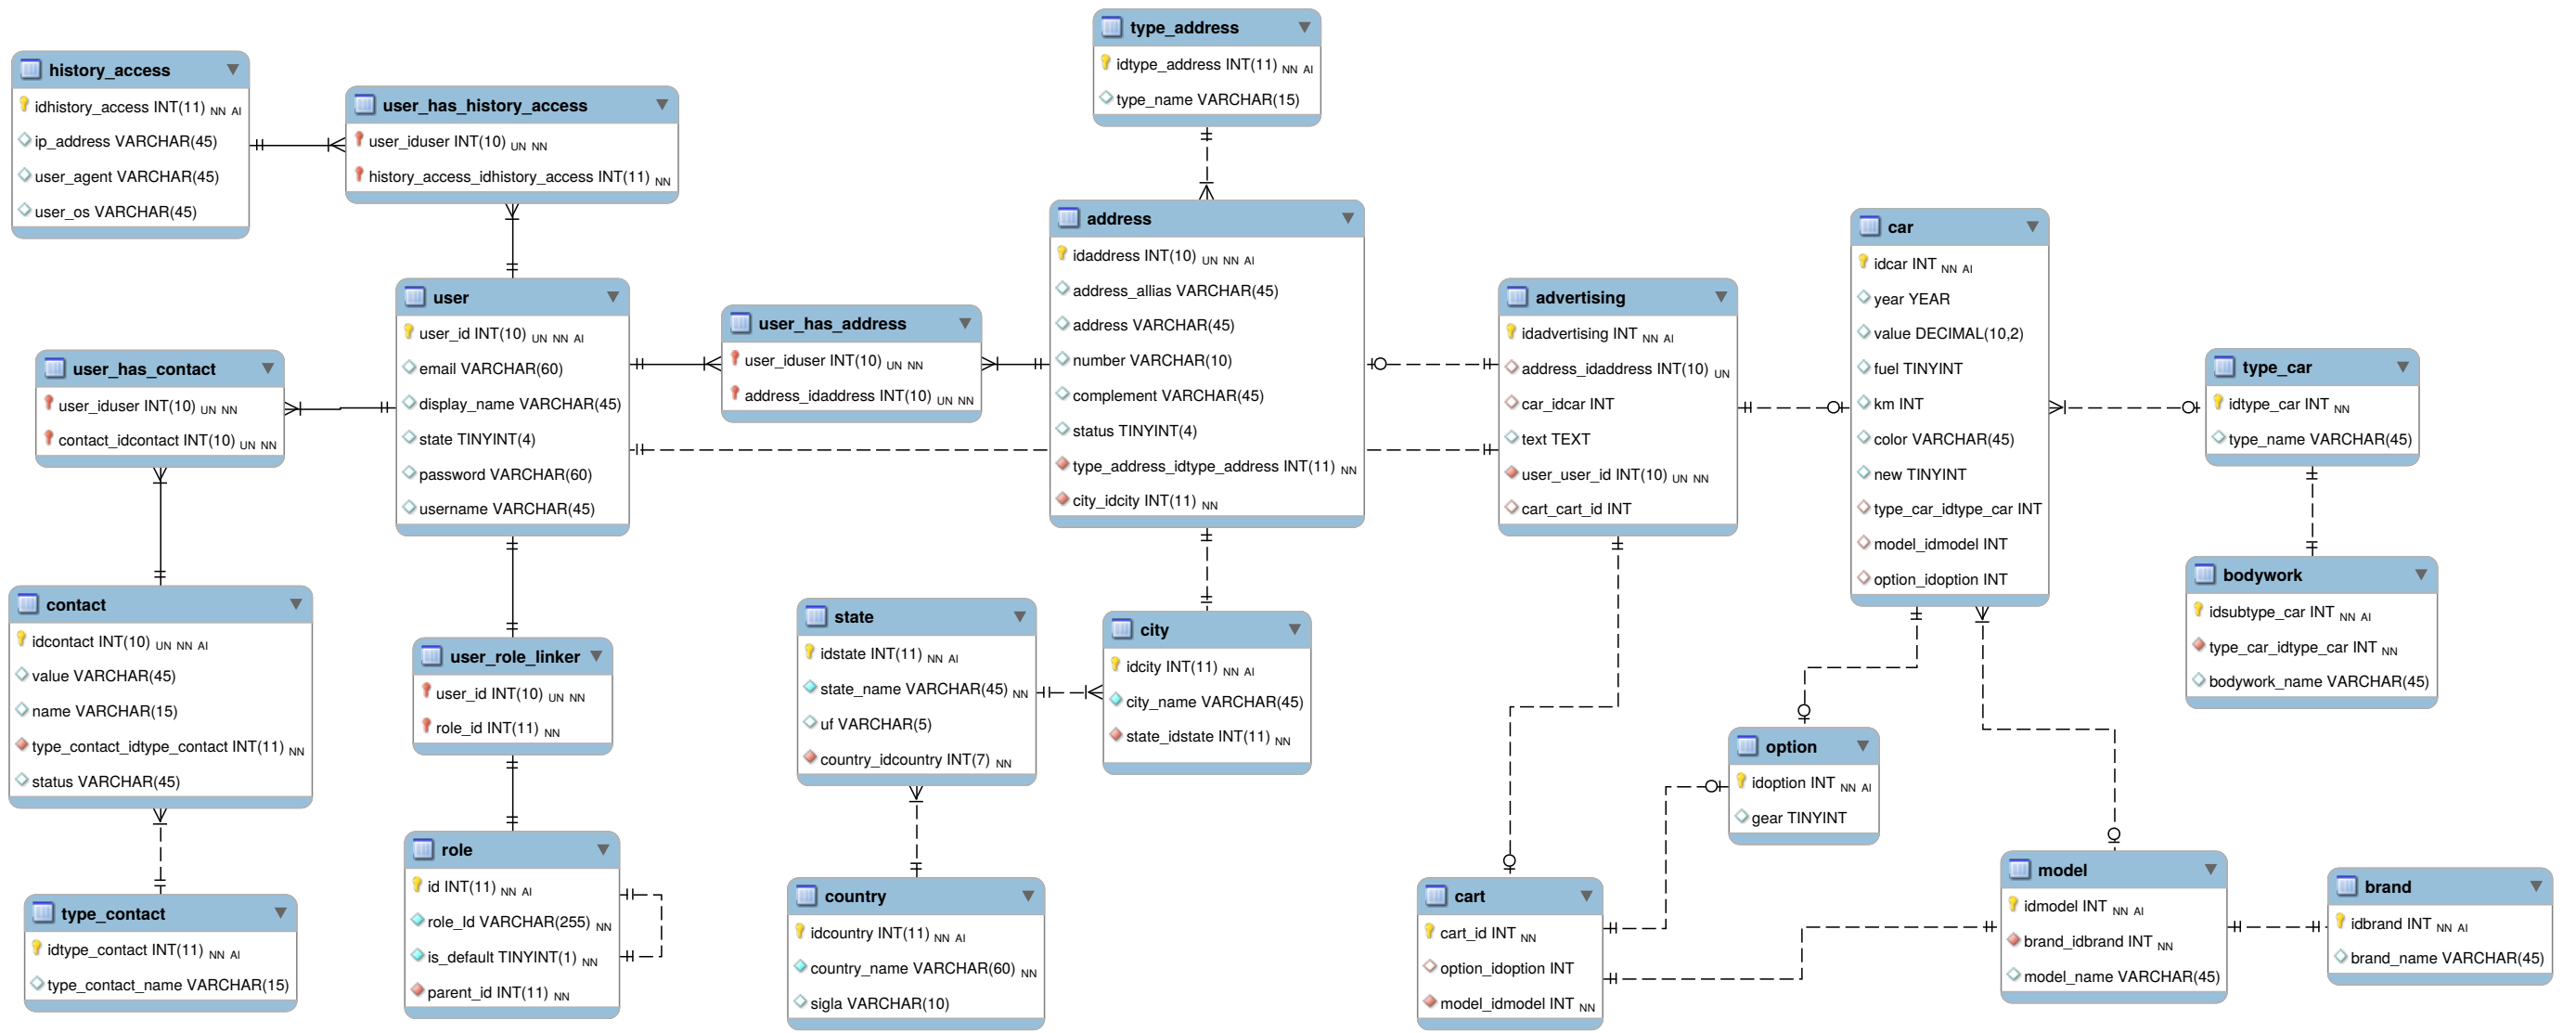 history_access
idhistory_access INT(11) NN AI
ip_address VARCHAR(45)
user_agent VARCHAR(45)
user_os VARCHAR(45)
user_has_history_access
user_iduser INT(10) UN NN
history_access_idhistory_access INT(11) NN
type_address
idtype_address INT(11) NN AI
type_name VARCHAR(15)
user_has_contact
user_iduser INT(10) UN NN
contact_idcontact INT(10) UN NN
user
user_id INT(10) UN NN AI
email VARCHAR(60)
display_name VARCHAR(45)
state TINYINT(4)
password VARCHAR(60)
username VARCHAR(45)
user_has_address
user_iduser INT(10) UN NN
address_idaddress INT(10) UN NN
address
idaddress INT(10) UN NN AI
address_allias VARCHAR(45)
address VARCHAR(45)
number VARCHAR(10)
complement VARCHAR(45)
status TINYINT(4)
type_address_idtype_address INT(11) NN
city_idcity INT(11) NN
advertising
idadvertising INT NN AI
address_idaddress INT(10) UN
car_idcar INT
text TEXT
user_user_id INT(10) UN NN
cart_cart_id INT
car
idcar INT NN AI
year YEAR
value DECIMAL(10,2)
fuel TINYINT
km INT
color VARCHAR(45)
new TINYINT
type_car_idtype_car INT
model_idmodel INT
option_idoption INT
type_car
idtype_car INT NN
type_name VARCHAR(45)
bodywork
idsubtype_car INT NN AI
type_car_idtype_car INT NN
bodywork_name VARCHAR(45)
contact
idcontact INT(10) UN NN AI
value VARCHAR(45)
name VARCHAR(15)
type_contact_idtype_contact INT(11) NN
status VARCHAR(45)
user_role_linker
user_id INT(10) UN NN
role_id INT(11) NN
state
idstate INT(11) NN AI
state_name VARCHAR(45) NN
uf VARCHAR(5)
country_idcountry INT(7) NN
city
idcity INT(11) NN AI
city_name VARCHAR(45)
state_idstate INT(11) NN
option
idoption INT NN AI
gear TINYINT
type_contact
idtype_contact INT(11) NN AI
type_contact_name VARCHAR(15)
role
id INT(11) NN AI
role_Id VARCHAR(255) NN
is_default TINYINT(1) NN
parent_id INT(11) NN
country
idcountry INT(11) NN AI
country_name VARCHAR(60) NN
sigla VARCHAR(10)
cart
cart_id INT NN
option_idoption INT
model_idmodel INT NN
model
idmodel INT NN AI
brand_idbrand INT NN
model_name VARCHAR(45)
brand
idbrand INT NN AI
brand_name VARCHAR(45)